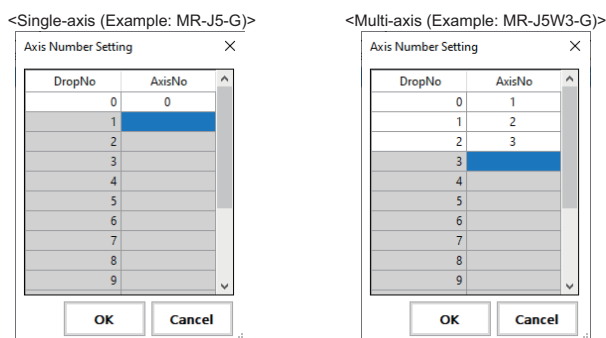 <Single-axis (Example: MR-J5-G)>
Axis Number Setting
DropNo AxisNo
0 0
1
2
3
4
5
6
7
8
9
OK Cancel
<Multi-axis (Example: MR-J5W3-G)>
Axis Number Setting
DropNo AxisNo
0 1
1 2
2 3
3
4
5
6
7
8
9
OK Cancel